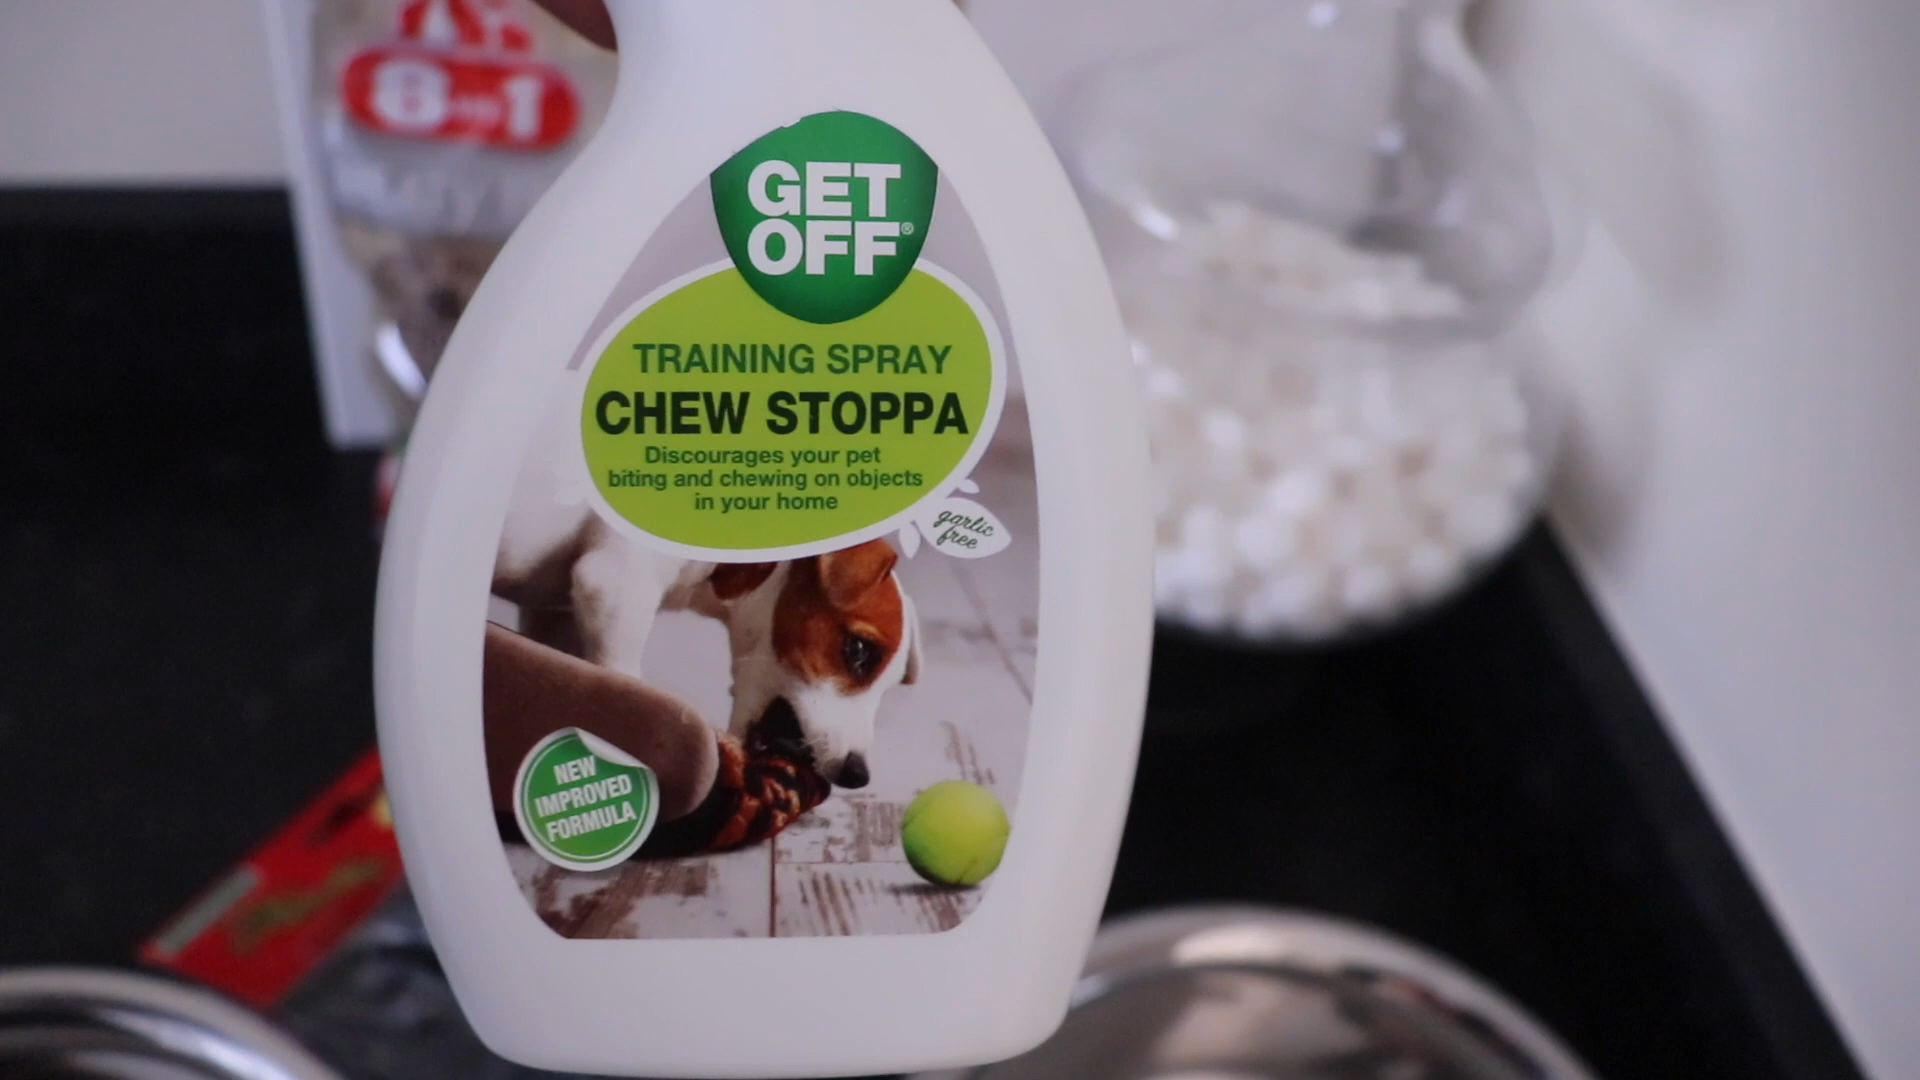 GET
OFF®
TRAINING SPRAY
CHEW STOPPA
Discourages your pet
biting and chewing on objects
in your home
garlic
free
NEW
IMPROVED
FORMULA